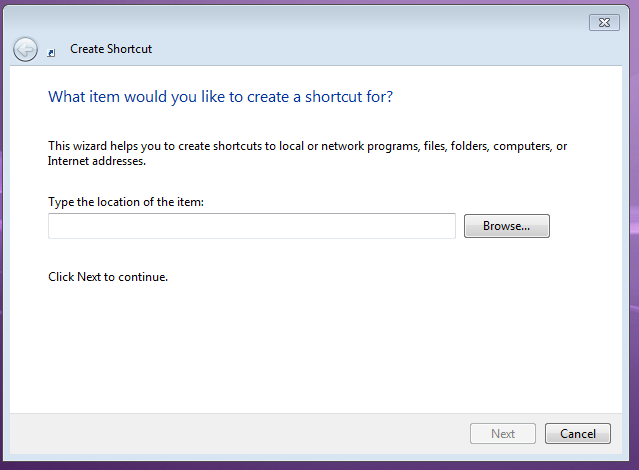 Create Shortcut
What item would you like to create a shortcut for?
This wizard helps you to create shortcuts to local or network programs, files, folders, computers, or
Internet addresses.
Type the location of the item:
Browse...
Click Next to continue.
Next
Cancel